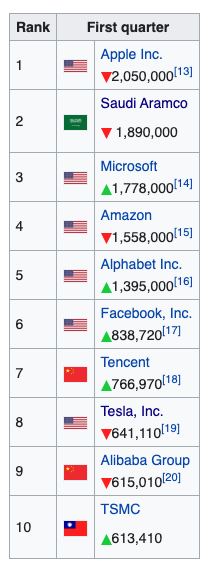 Rank First quarter
1 Apple Inc.
▼2,050,000[13]
2 Saudi Aramco
▼ 1,890,000
3 Microsoft
▲1,778,000[14]
4 Amazon
▼1,558,000[15]
5 Alphabet Inc.
▲1,395,000[16]
6 Facebook, Inc.
▲838,720[17]
7 Tencent
▲766,970[18]
8 Tesla, Inc.
▼641,110[19]
9 Alibaba Group
▼615,010[20]
10 TSMC
▲613,410